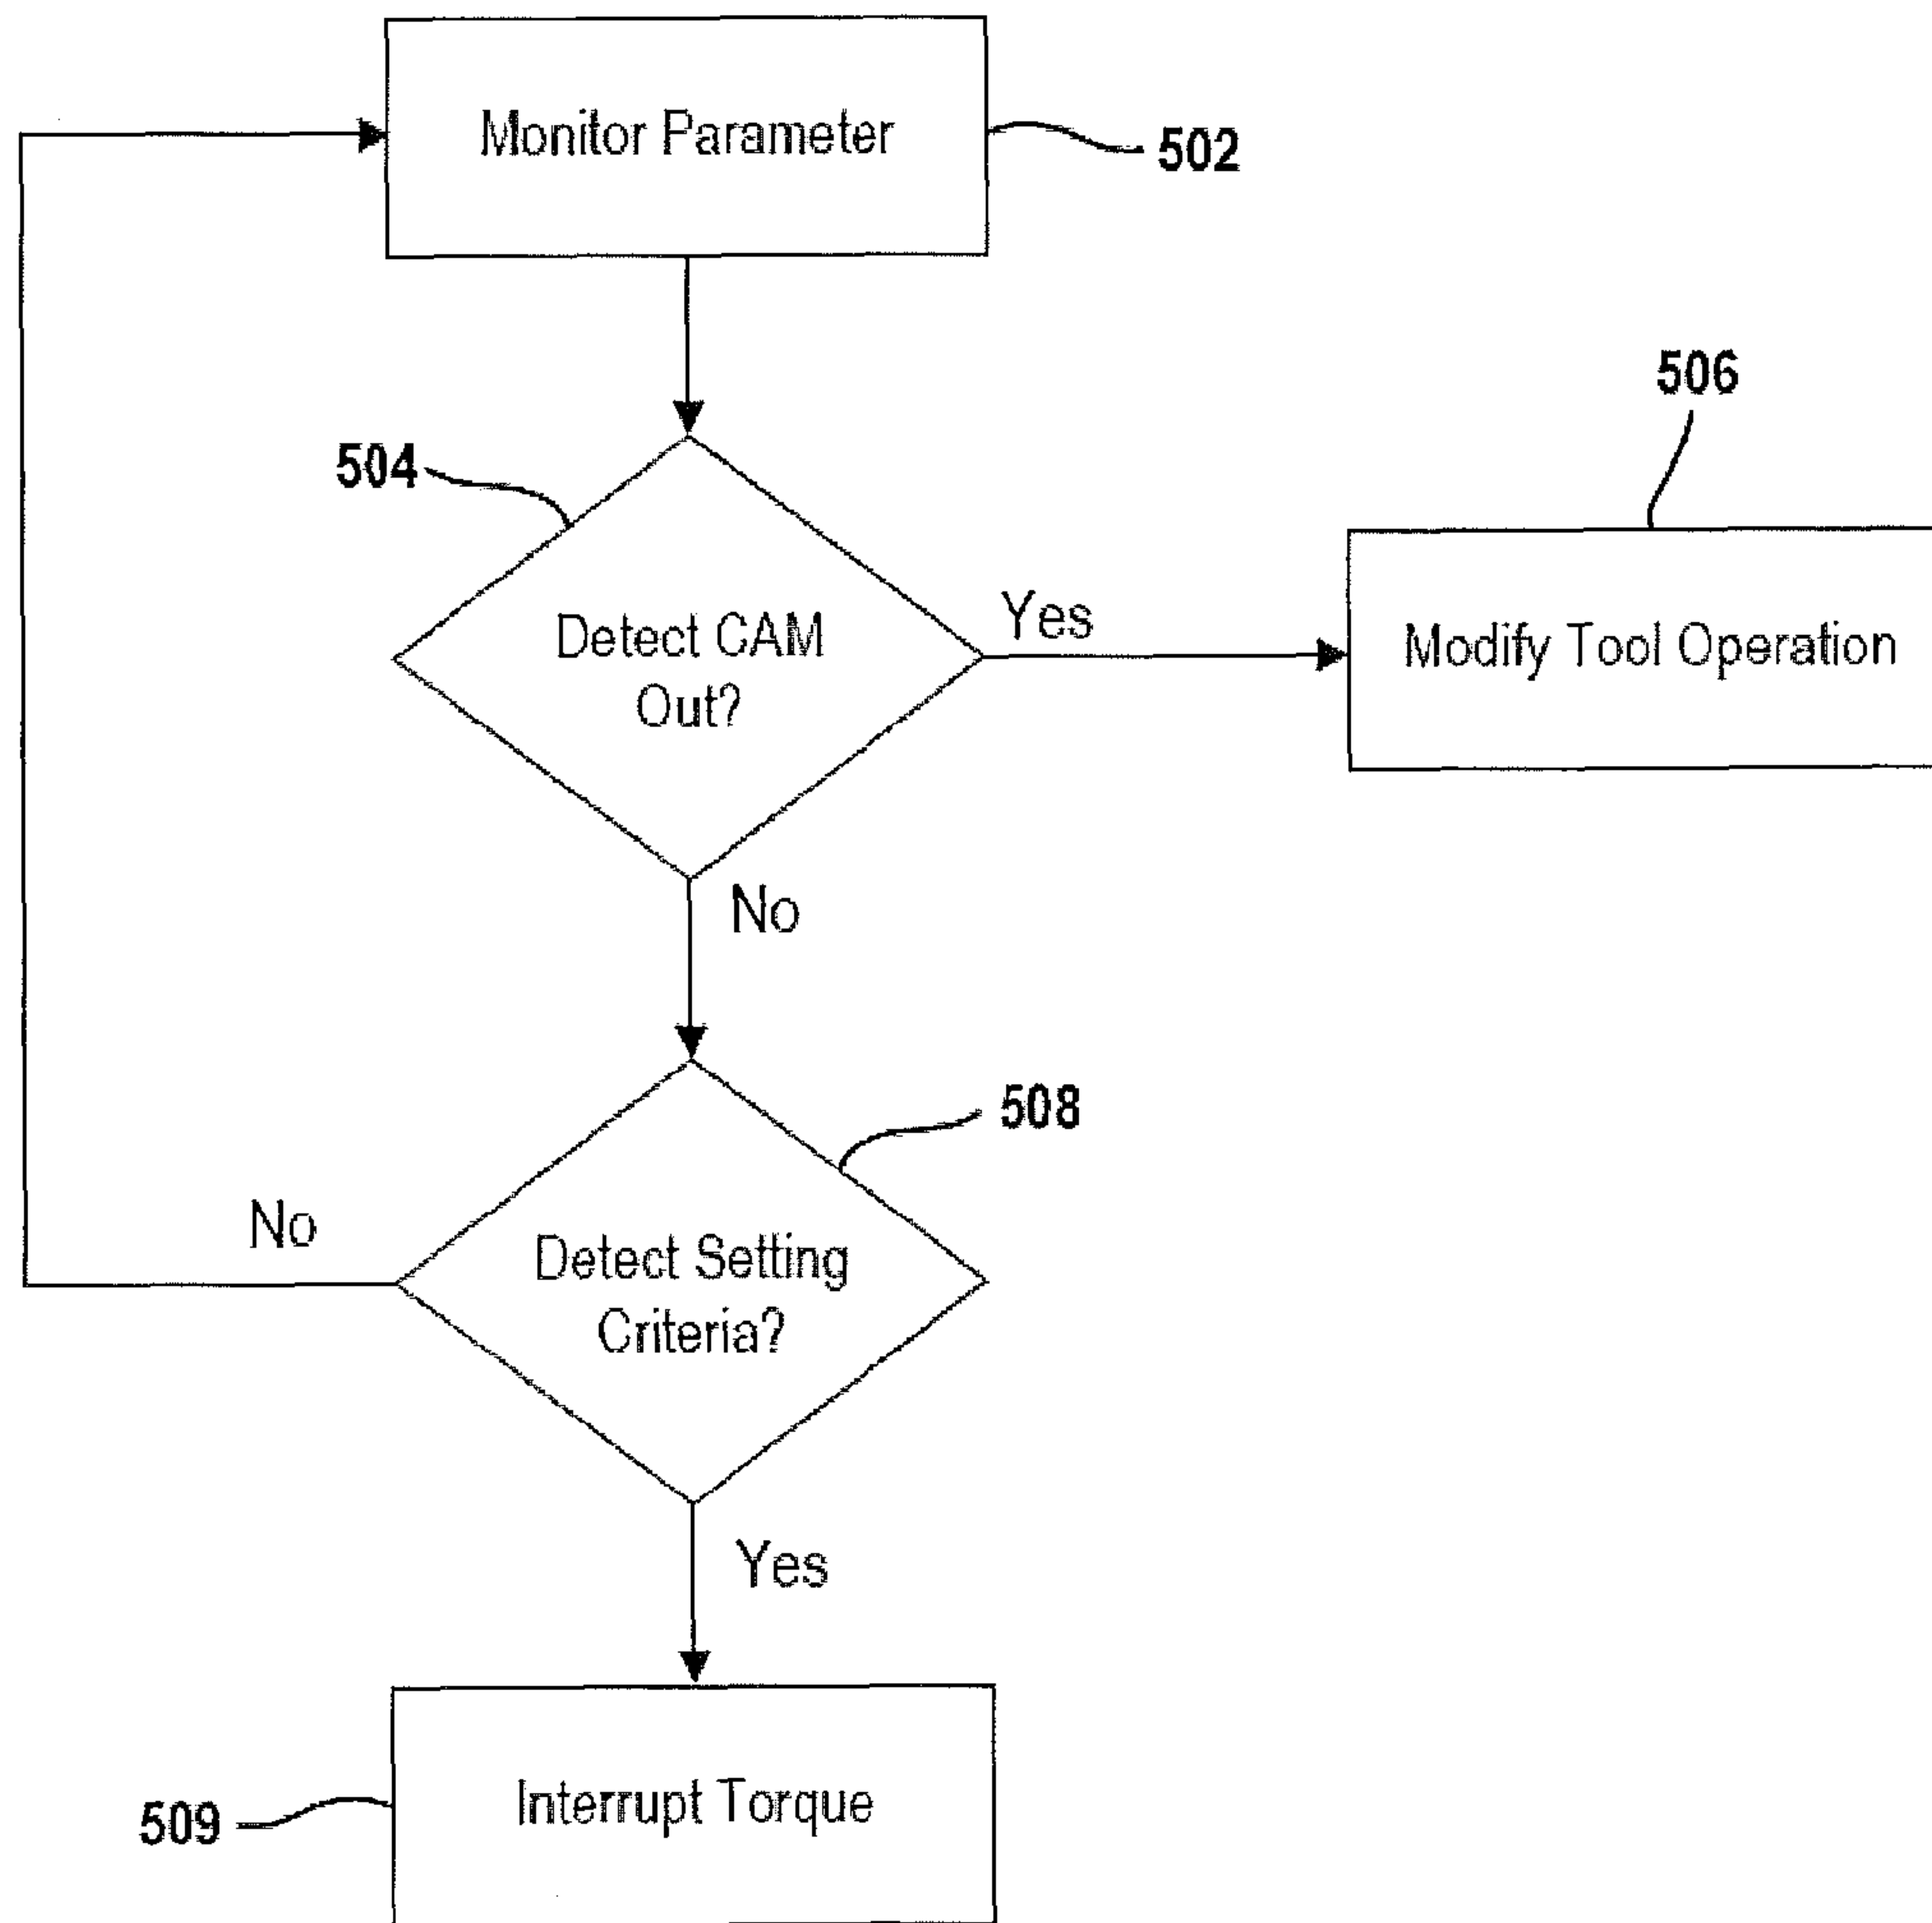 Monitor Parameter
502
506
504
Detect CAM
Out?
Yes
Modify Tool Operation
No
508
No
Detect Setting
Criteria?
Yes
Interrupt Torque
509